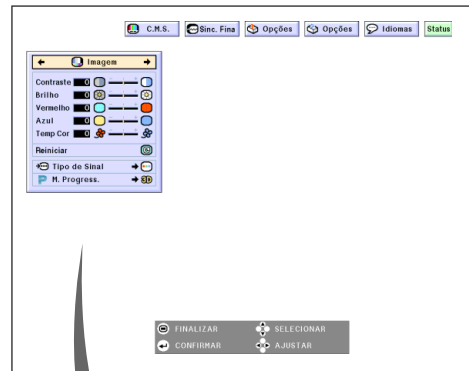 C.M.S. Sinc. Fina Opções Opções Idiomas Status
Imagem
Contraste 0
Brilho 0
Vermelho 0
Azul 0
Temp Cor 0
Reiniciar
Tipo de Sinal
M. Progress.
FINALIZAR SELECIONAR
CONFIRMAR AJUSTAR